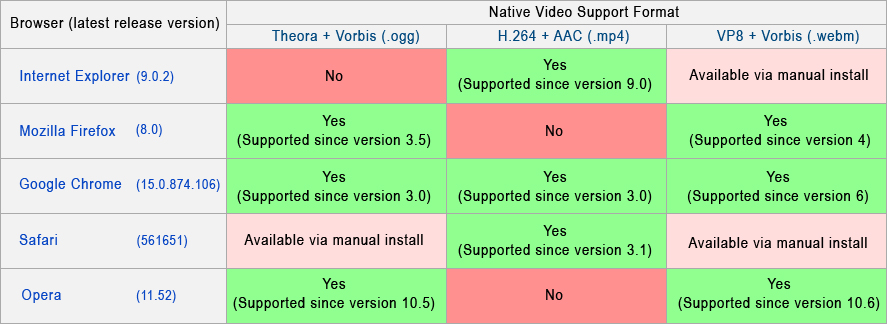 Browser (latest release version)
Native Video Support Format
Theora + Vorbis (.ogg)
H.264 + AAC (.mp4)
VP8 + Vorbis (.webm)
Internet Explorer (9.0.2)
No
Yes
(Supported since version 9.0)
Available via manual install
Mozilla Firefox (8.0)
Yes
(Supported since version 3.5)
No
Yes
(Supported since version 4)
Google Chrome (15.0.874.106)
Yes
(Supported since version 3.0)
Yes
(Supported since version 3.0)
Yes
(Supported since version 6)
Safari (561651)
Available via manual install
Yes
(Supported since version 3.1)
Available via manual install
Opera (11.52)
Yes
(Supported since version 10.5)
No
Yes
(Supported since version 10.6)